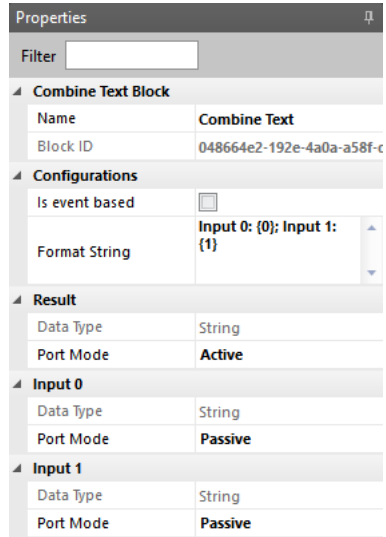 Properties
Filter
Combine Text Block
Name Combine Text
Block ID 048664e2-192e-4a0a-a58f-
Configurations
Is event based
Format String Input 0: {0}; Input 1:
{1}
Result
Data Type String
Port Mode Active
Input 0
Data Type String
Port Mode Passive
Input 1
Data Type String
Port Mode Passive